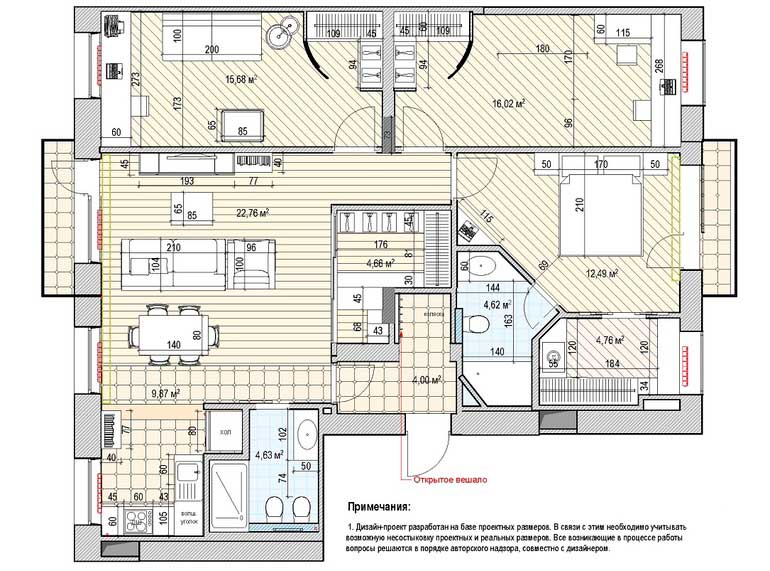 109 45 45 109 60 115
100 200 94 94 180 170 268
273 15,68 м² 16,02 м²
173 65 85 60 96
73
45 193 77 40 50 170 50
65 85 22,76 м² 210
45 176 81 115
210 96 4,66 м² 30
104 100 60 144 69 12,49 м²
45 68 43 коляска 4,62 м² 163
80 140 140 4,76 м²
55 120 184 120 34
9,87 м² 4,00 м²
77 80 хол 102
40 60 4,63 м² 50
74 Открытое вешало
45 60 43
60 105 вопщ уголок
Примечания:
1. Дизайн-проект разработан на базе проектных размеров. В связи с этим необходимо учитывать
возможную несостыковку проектных и реальных размеров. Все возникающие в процессе работы
вопросы решаются в порядке авторского надзора, совместно с дизайнером.